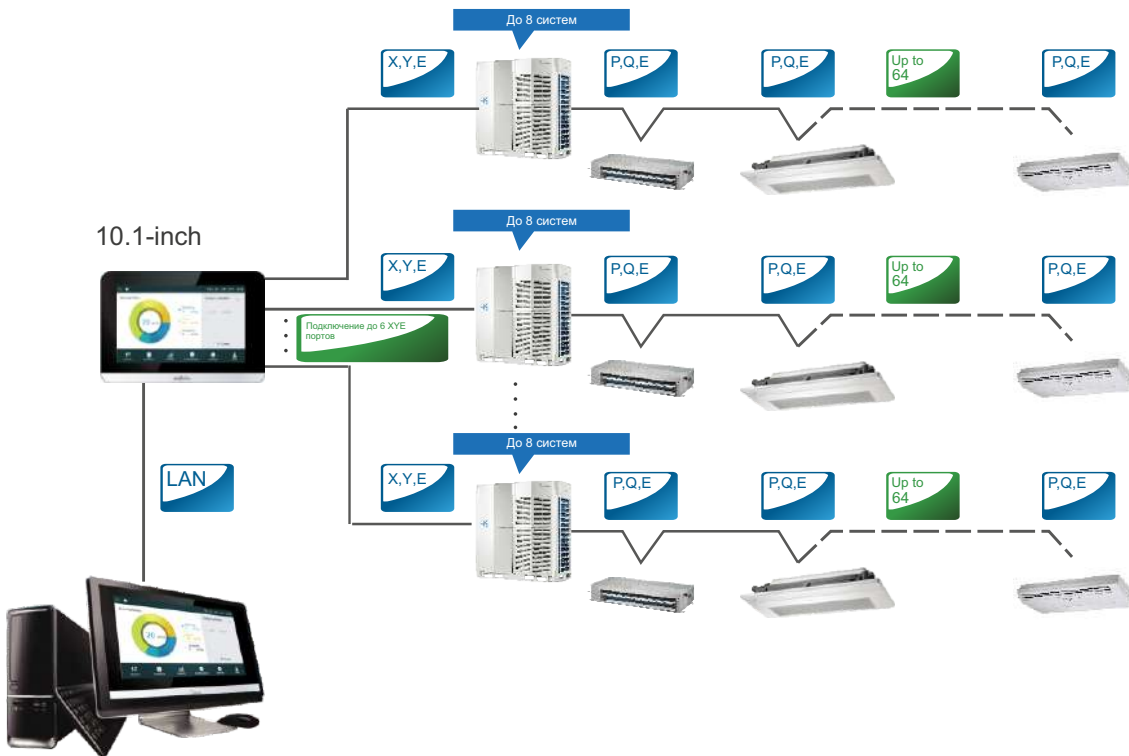 До 8 систем
X,Y,E
P,Q,E
P,Q,E
Up to
64
P,Q,E
10.1-inch
До 8 систем
X,Y,E
P,Q,E
P,Q,E
Up to
64
P,Q,E
Подключение до 6 XYE
портов
До 8 систем
LAN
X,Y,E
P,Q,E
P,Q,E
Up to
64
P,Q,E